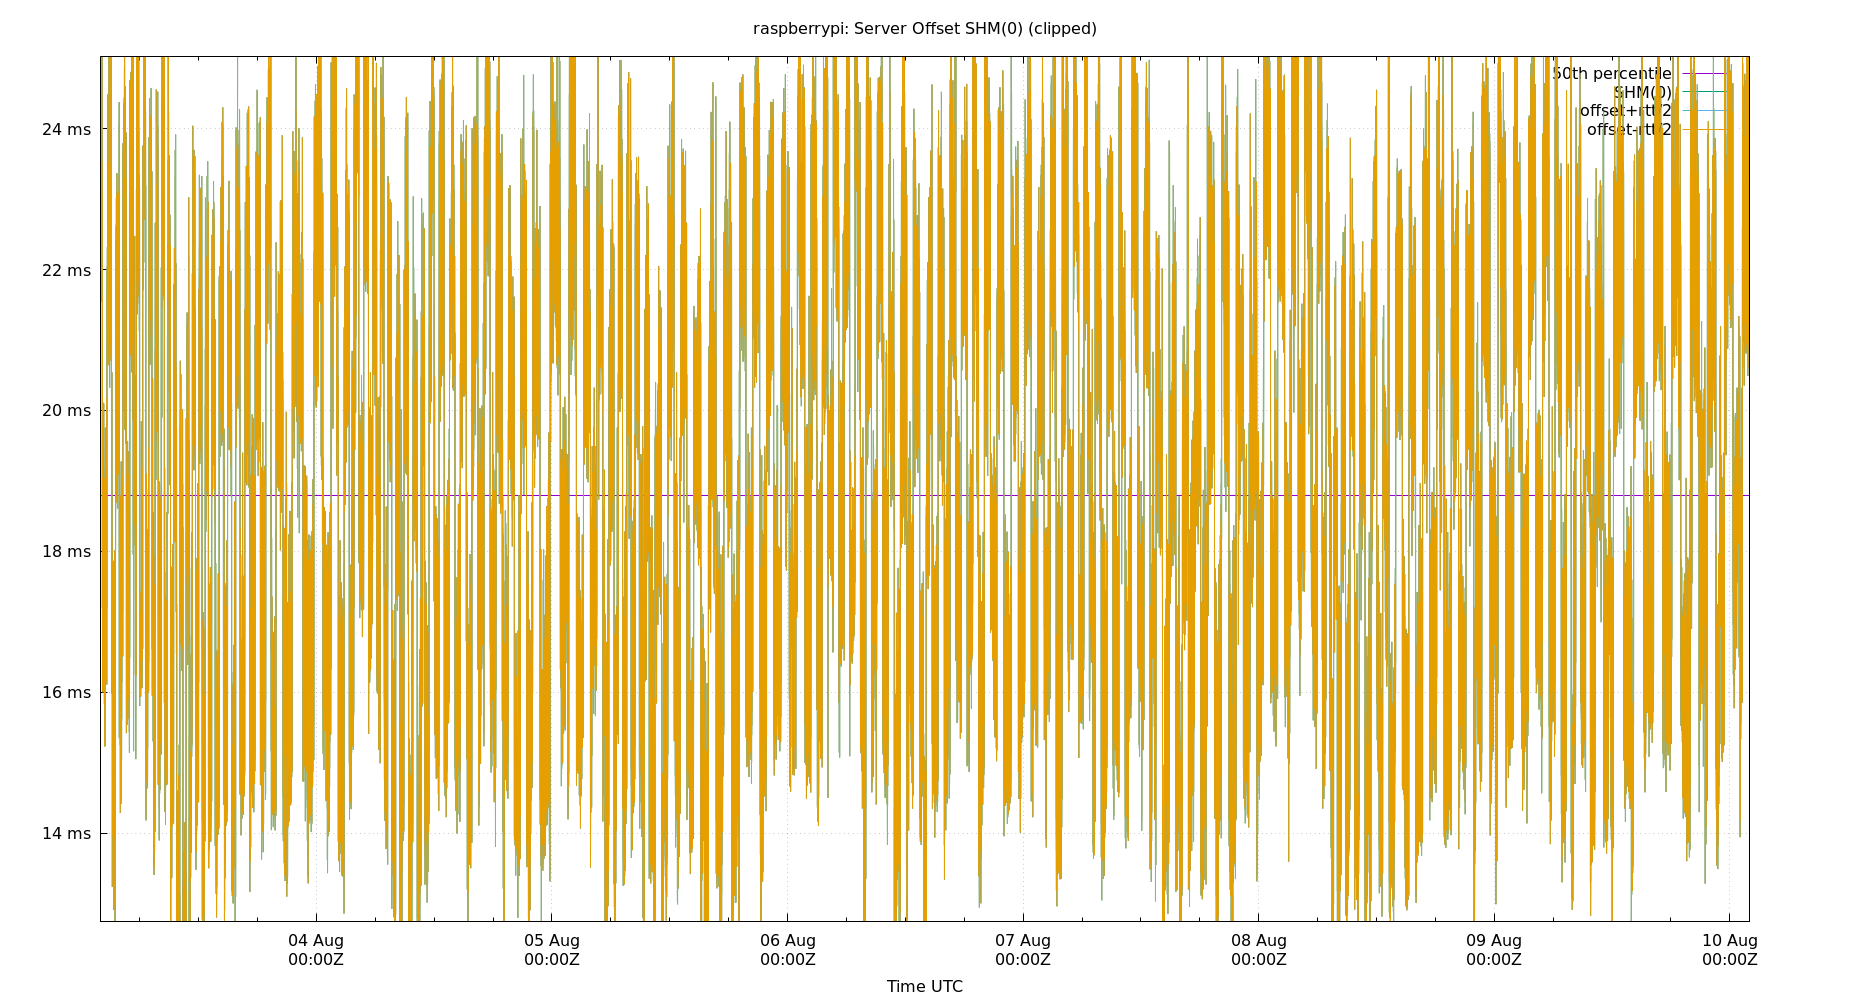 raspberrypi: Server Offset SHM(0) (clipped)
50th percentile
SHM(0)
offset+rtt/2
offset-rtt/2
24 ms
22 ms
20 ms
18 ms
16 ms
14 ms
04 Aug
00:00Z
05 Aug
00:00Z
06 Aug
00:00Z
07 Aug
00:00Z
08 Aug
00:00Z
09 Aug
00:00Z
10 Aug
00:00Z
Time UTC